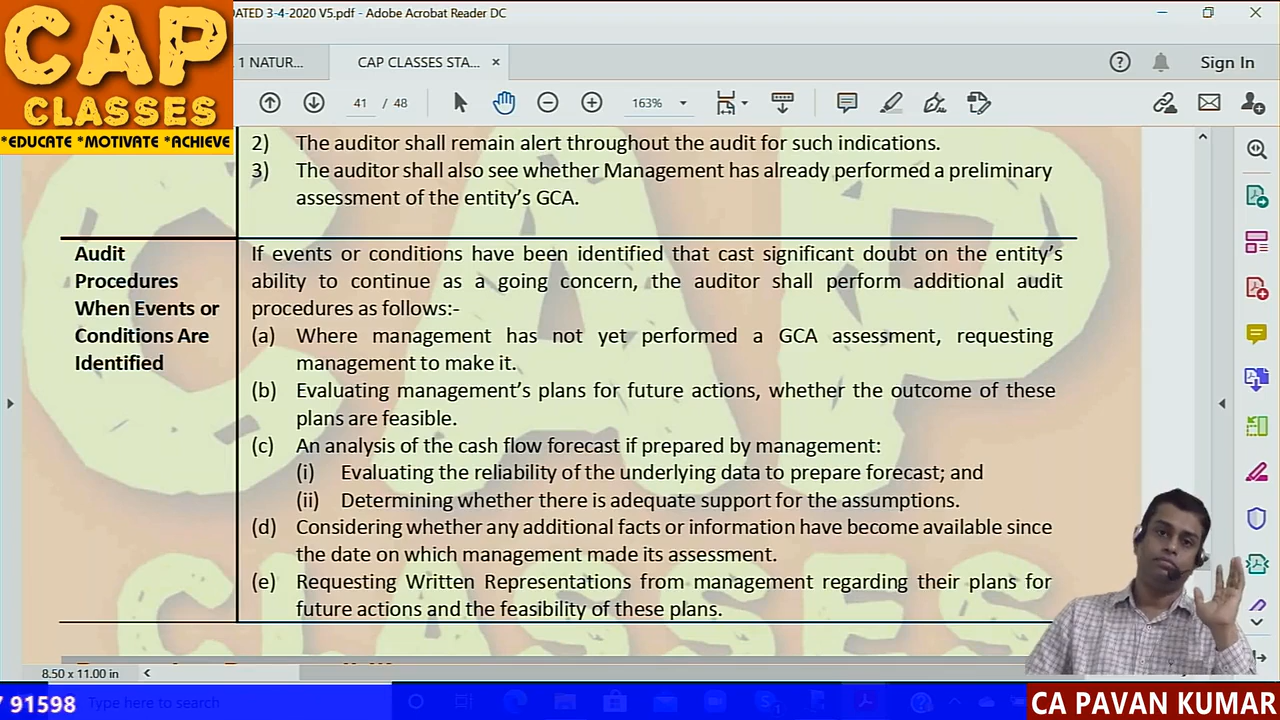 CAP
CLASSES
*EDUCATE *MOTIVATE *ACHIEVE
ATED 3-4-2020 V5.pdf - Adobe Acrobat Reader DC
1 NATUR...
CAP CLASSES STA...
Sign In
41 / 48
163%
2) The auditor shall remain alert throughout the audit for such indications.
3) The auditor shall also see whether Management has already performed a preliminary
assessment of the entity's GCA.
Audit
Procedures
When Events or
Conditions Are
Identified
If events or conditions have been identified that cast significant doubt on the entity's
ability to continue as a going concern, the auditor shall perform additional audit
procedures as follows:-
(a) Where management has not yet performed a GCA assessment, requesting
management to make it.
(b) Evaluating management's plans for future actions, whether the outcome of these
plans are feasible.
(c) An analysis of the cash flow forecast if prepared by management:
(i) Evaluating the reliability of the underlying data to prepare forecast; and
(ii) Determining whether there is adequate support for the assumptions.
(d) Considering whether any additional facts or information have become available since
the date on which management made its assessment.
(e) Requesting Written Representations from management regarding their plans for
future actions and the feasibility of these plans.
CAP
CLASSES
8.50 x 11.00 in
91598
Type here to search
CA PAVAN KUMAR